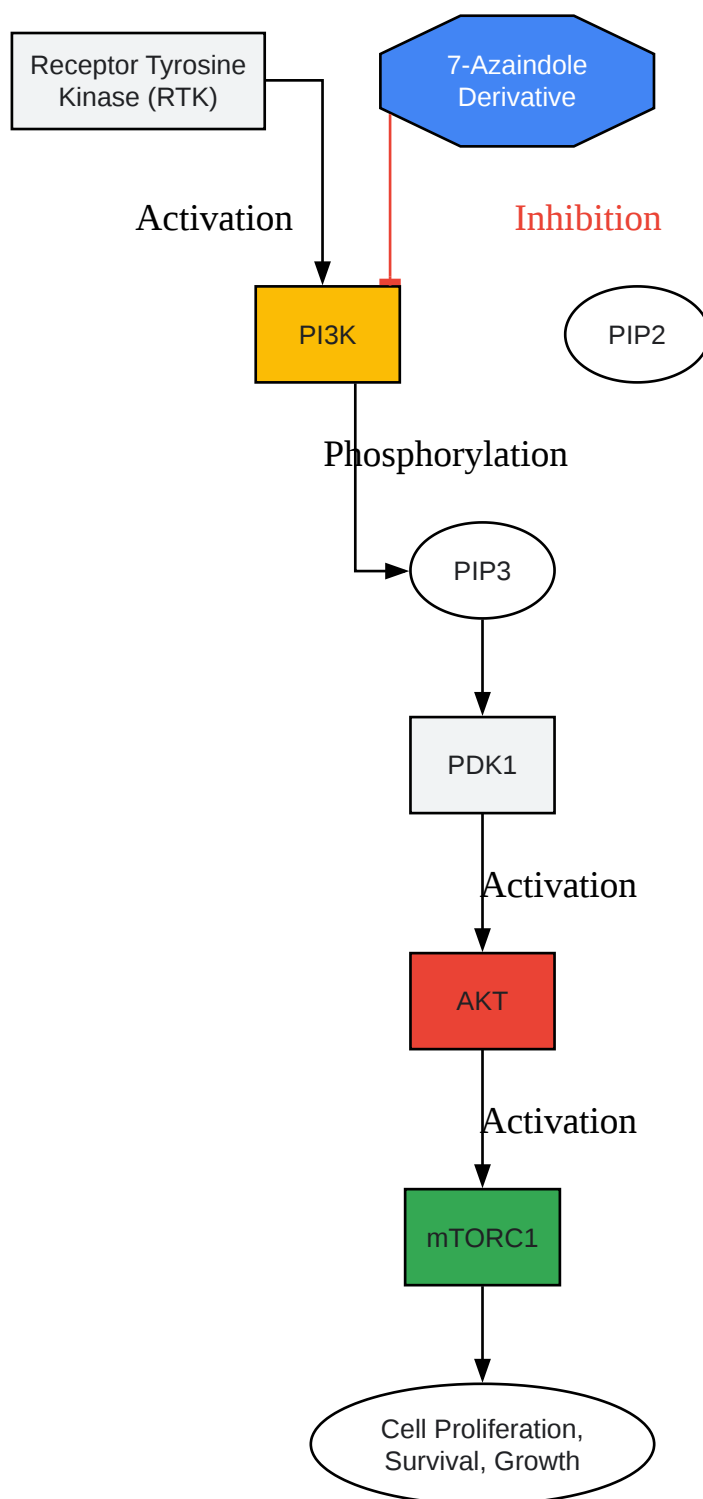 Receptor Tyrosine
Kinase (RTK)
7-Azaindole
Derivative
Activation
Inhibition
PI3K
PIP2
Phosphorylation
PIP3
PDK1
Activation
AKT
Activation
mTORC1
Cell Proliferation,
Survival, Growth